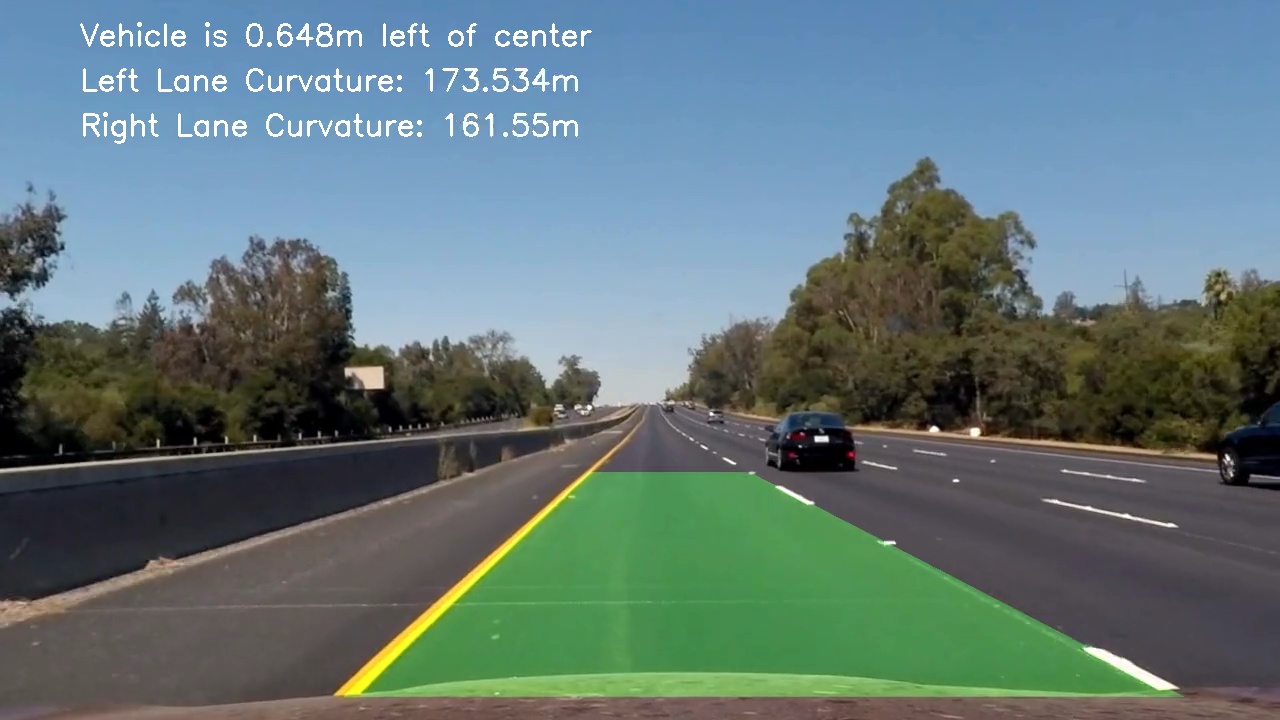 Vehicle is 0.648m left of center
Left Lane Curvature: 173.534m
Right Lane Curvature: 161.55m